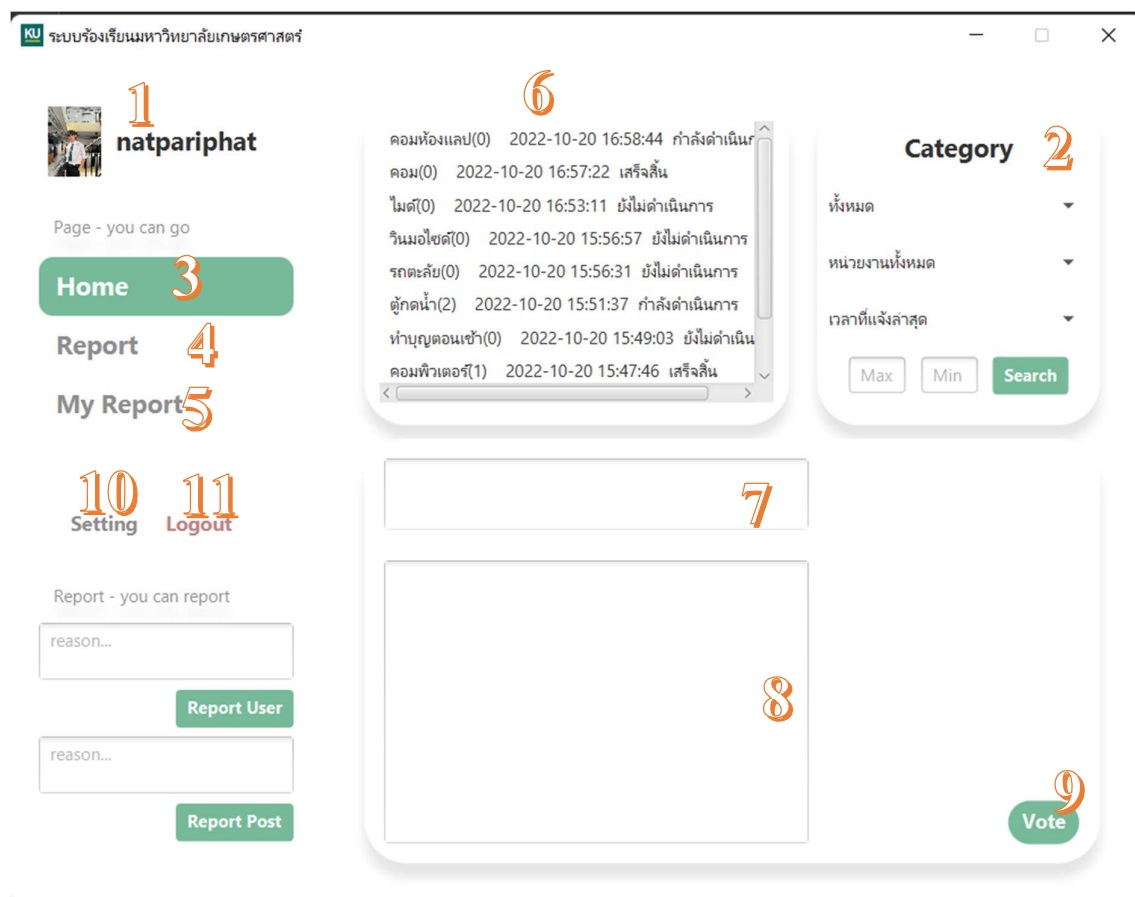 KU ระบบร้องเรียนมหาวิทยาลัยเกษตรศาสตร์
1
natpariphat
Page - you can go
Home 3
Report 4
My Report 5
10 11
Setting Logout
Report - you can report
reason...
Report User
reason...
Report Post
6
คอมห้องแลป(0) 2022-10-20 16:58:44 กำลังดำเนินก
คอม(0) 2022-10-20 16:57:22 เสร็จสิ้น
ไมต์(0) 2022-10-20 16:53:11 ยังไม่ดำเนินการ
วินมอไซต์(0) 2022-10-20 15:56:57 ยังไม่ดำเนินการ
รถตะลัย(0) 2022-10-20 15:56:31 ยังไม่ดำเนินการ
ตู้กดน้ำ(2) 2022-10-20 15:51:37 กำลังดำเนินการ
ทำบุญตอนเช้า(0) 2022-10-20 15:49:03 ยังไม่ดำเนิน
คอมพิวเตอร์(1) 2022-10-20 15:47:46 เสร็จสิ้น
Category 2
ทั้งหมด
หน่วยงานทั้งหมด
เวลาที่แจ้งล่าสุด
Max Min Search
7
8
9
Vote